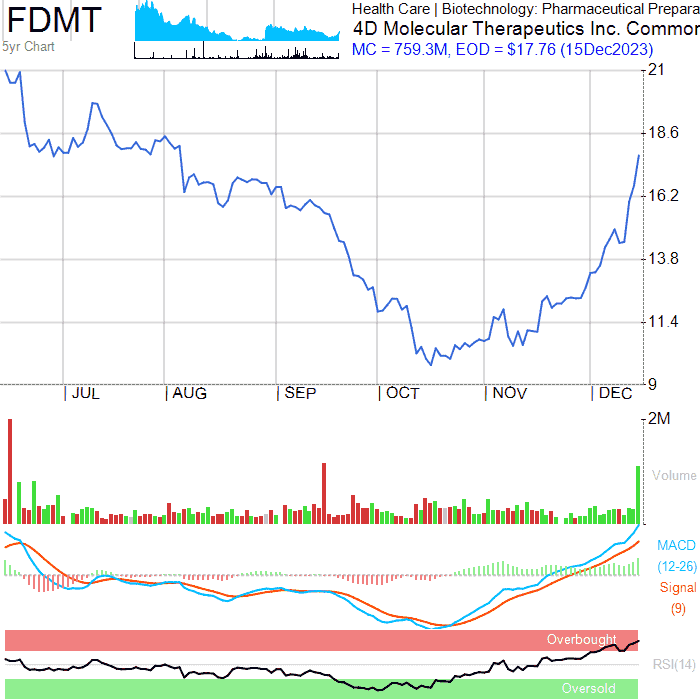 FDMT
5yr Chart
Health Care | Biotechnology: Pharmaceutical Prepara
4D Molecular Therapeutics Inc. Common
MC = 759.3M, EOD = $17.76 (15Dec2023)
21
18.6
16.2
13.8
11.4
9
JUL
AUG
SEP
OCT
NOV
DEC
2M
Volume
MACD
(12-26)
Signal
(9)
Overbought
RSI(14)
Oversold